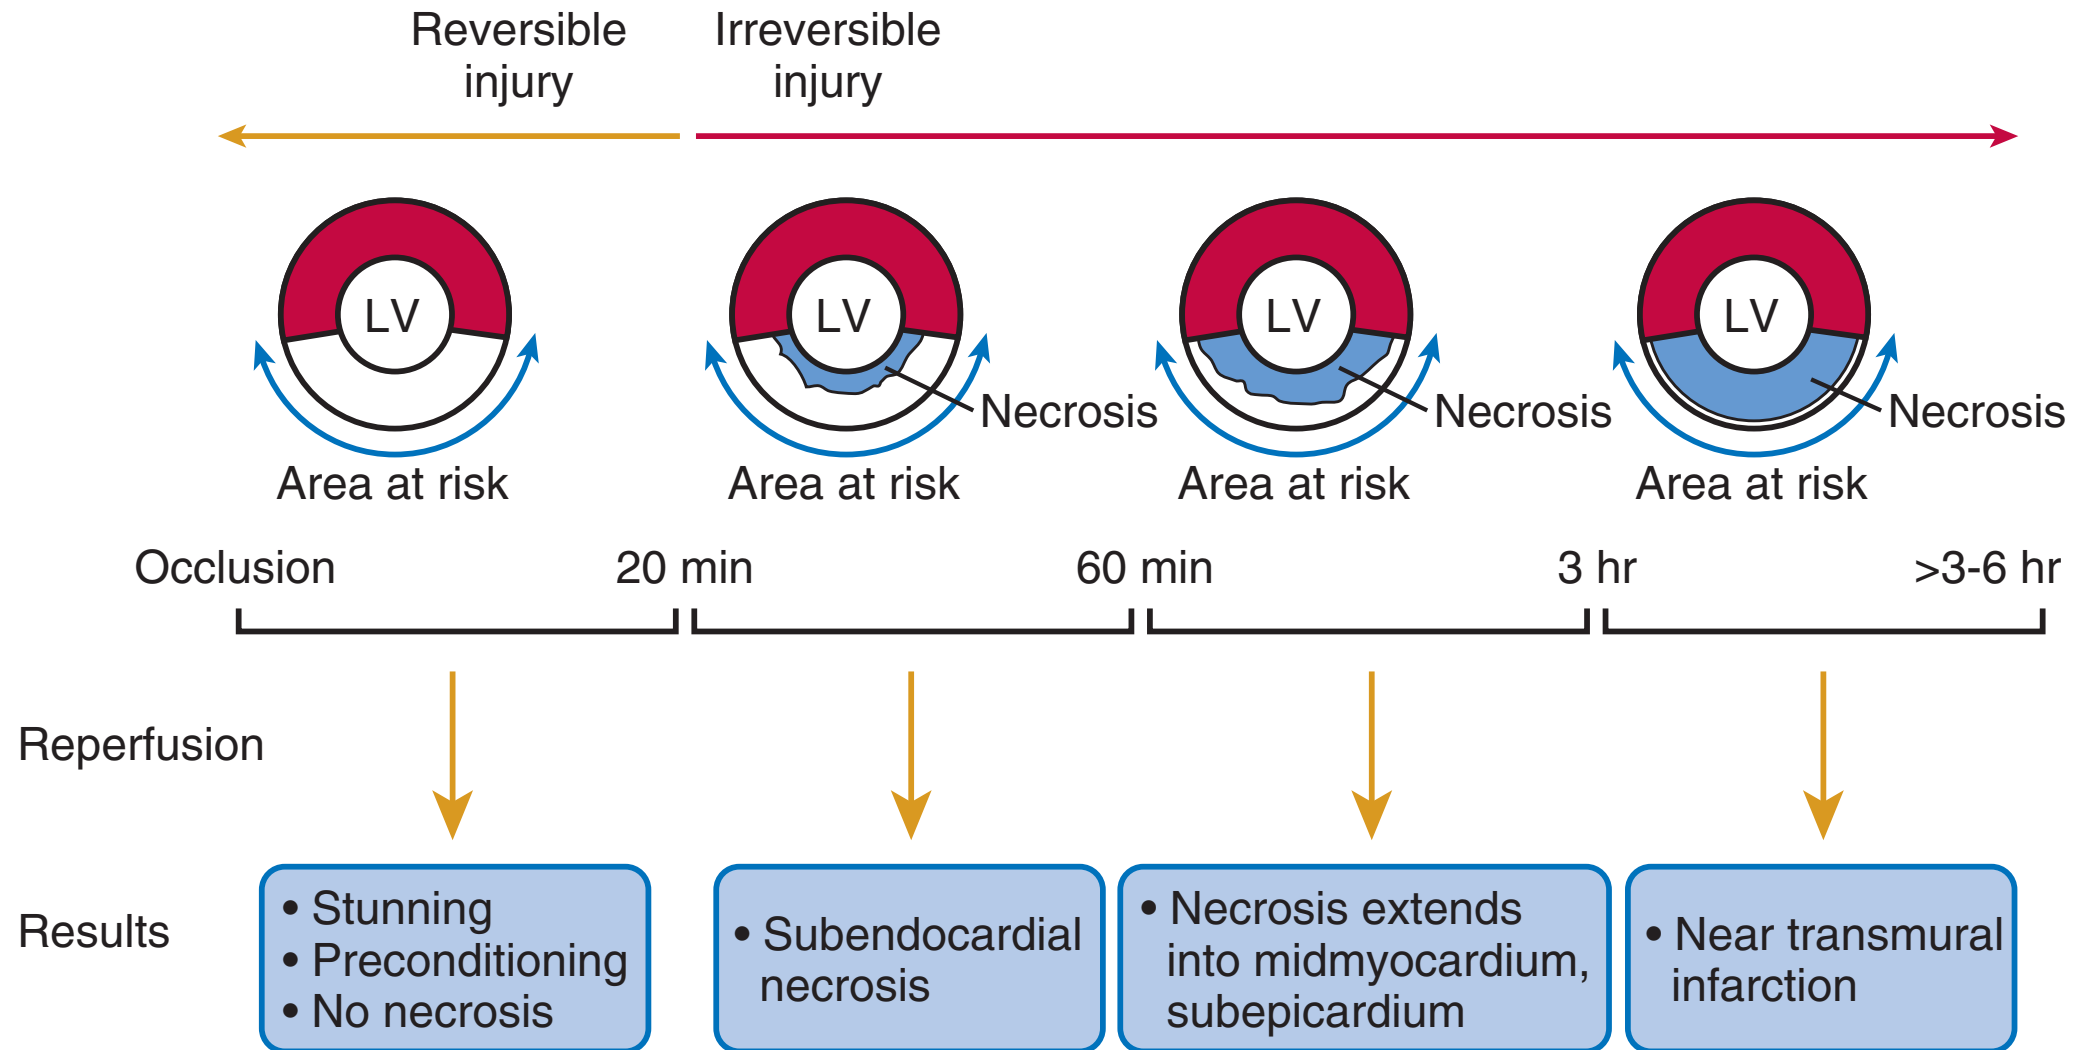 Reversible
injury
Irreversible
injury
LV
LV
LV
LV
Necrosis
Necrosis
Necrosis
Area at risk
Area at risk
Area at risk
Area at risk
Occlusion
20 min
60 min
3 hr
>3-6 hr
Reperfusion
Results
• Stunning
• Preconditioning
• No necrosis
• Subendocardial
necrosis
• Necrosis extends
into midmyocardium,
subepicardium
• Near transmural
infarction